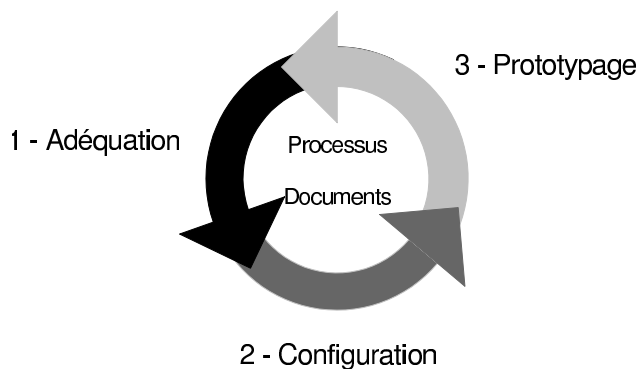 3 - Prototypage
1 - Adéquation
Processus
Documents
2 - Configuration